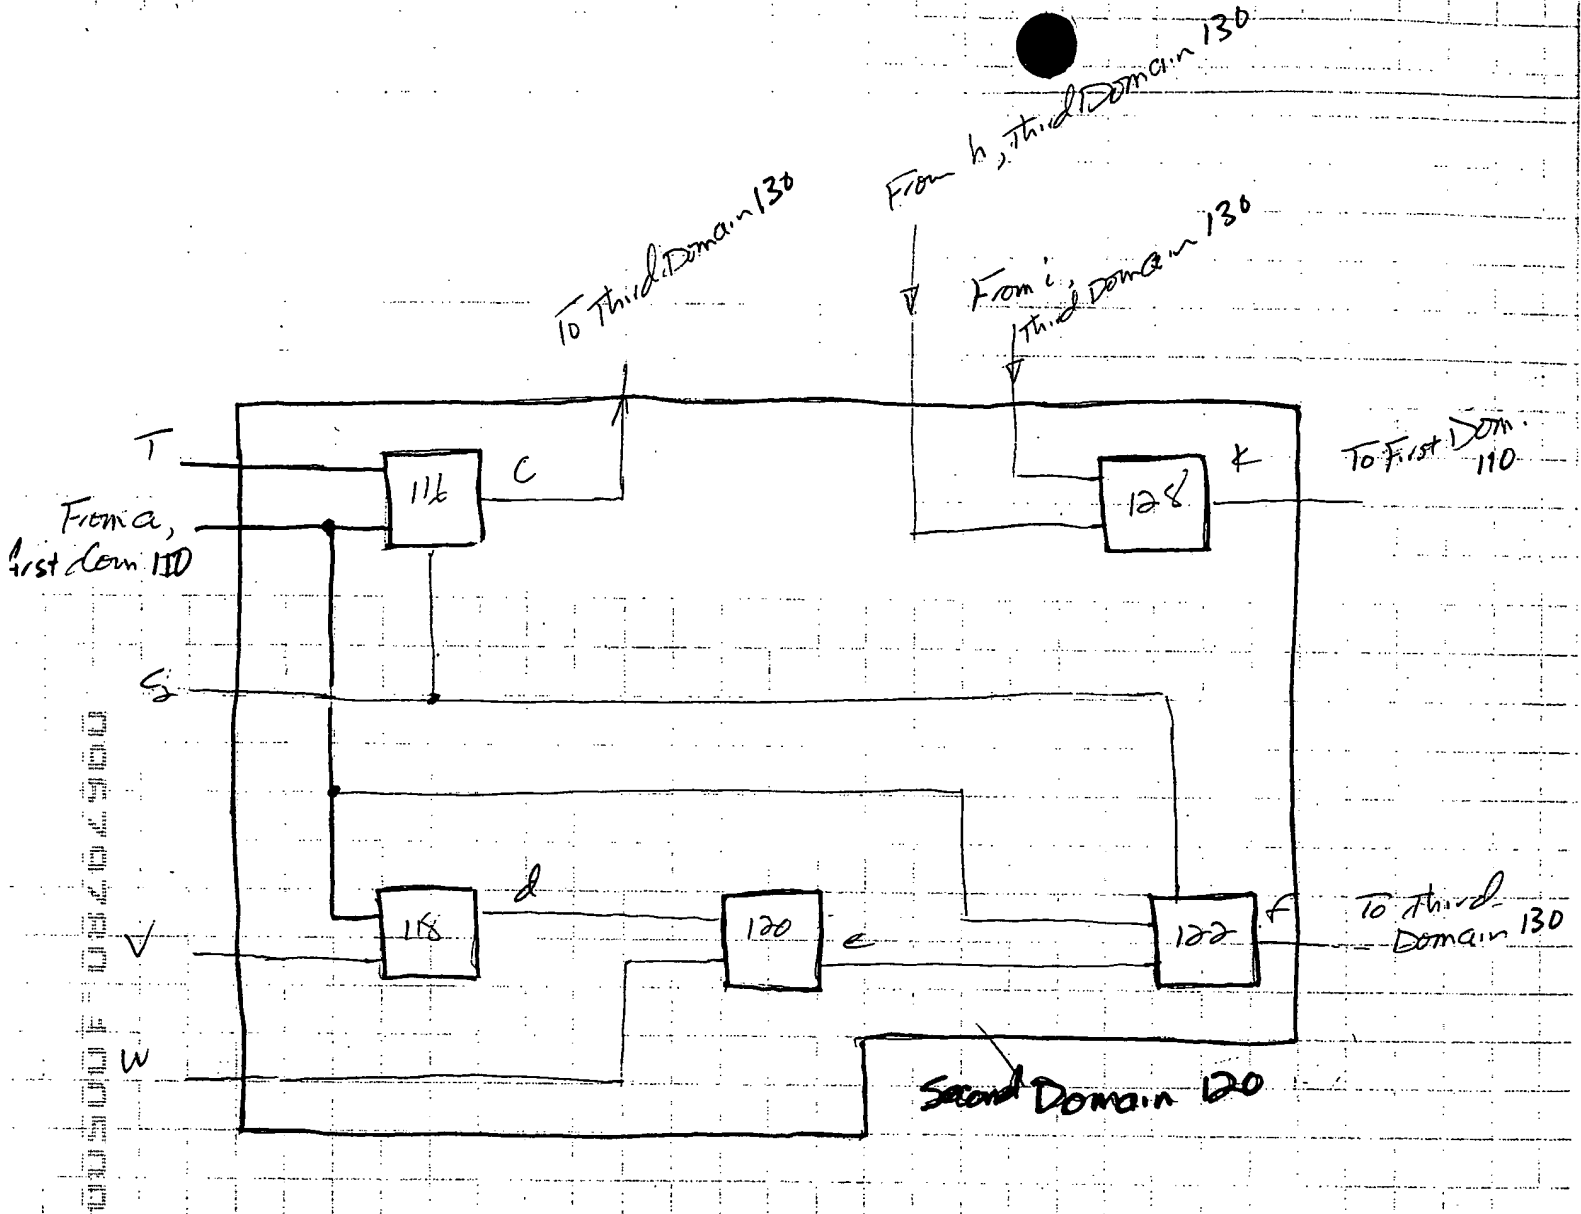 From h, Third Domain 130
To Third Domain 130
From i,
Third Domain 130
T
116
C
128
K
To First Dom.
110
From a,
first dom 110
S
V
118
d
120
e
122
F
To third
Domain 130
W
Second Domain 120